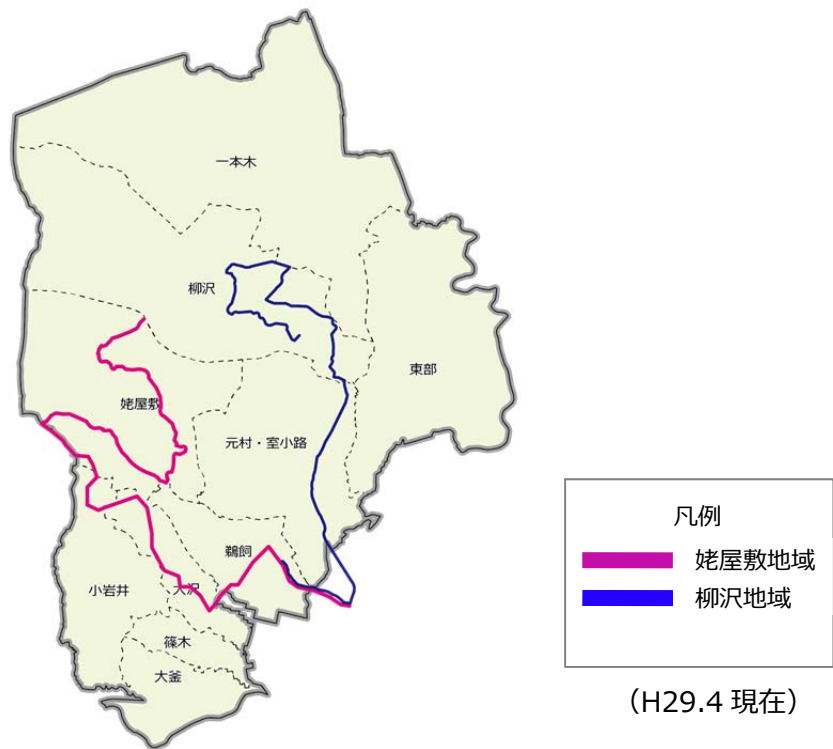 一本木
柳沢
東部
姥屋敷
元村・室小路
鵜飼
小岩井
大沢
篠木
大釜
凡例
姥屋敷地域
柳沢地域
（H29.4 現在）